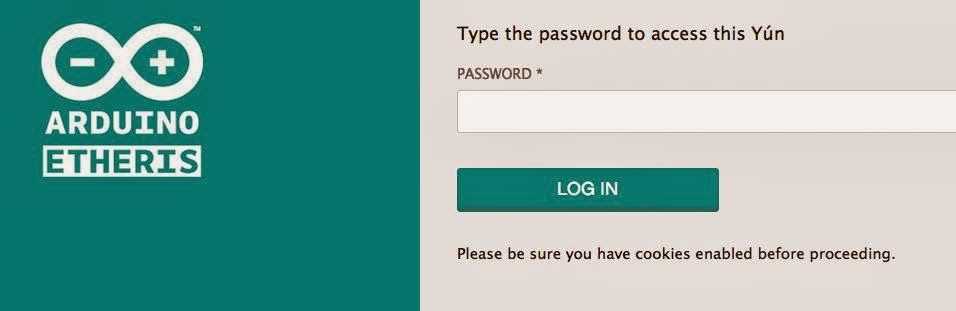 ™
ARDUINO
ETHERIS
Type the password to access this Yún
PASSWORD *
LOG IN
Please be sure you have cookies enabled before proceeding.